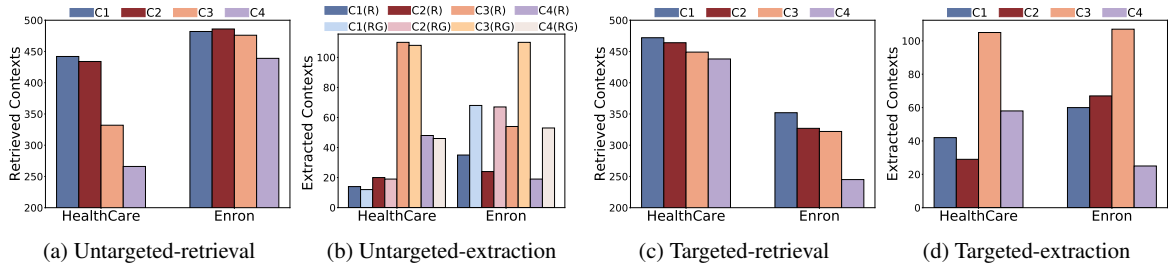 C1 C2 C3 C4
Retrieved Contexts
500
450
400
350
300
250
200
HealthCare Enron
(a) Untargeted-retrieval
C1(R) C2(R) C3(R) C4(R)
C1(RG) C2(RG) C3(RG) C4(RG)
Extracted Contexts
100
80
60
40
20
0
HealthCare Enron
(b) Untargeted-extraction
C1 C2 C3 C4
Retrieved Contexts
500
450
400
350
300
250
200
HealthCare Enron
(c) Targeted-retrieval
C1 C2 C3 C4
Extracted Contexts
100
80
60
40
20
0
HealthCare Enron
(d) Targeted-extraction